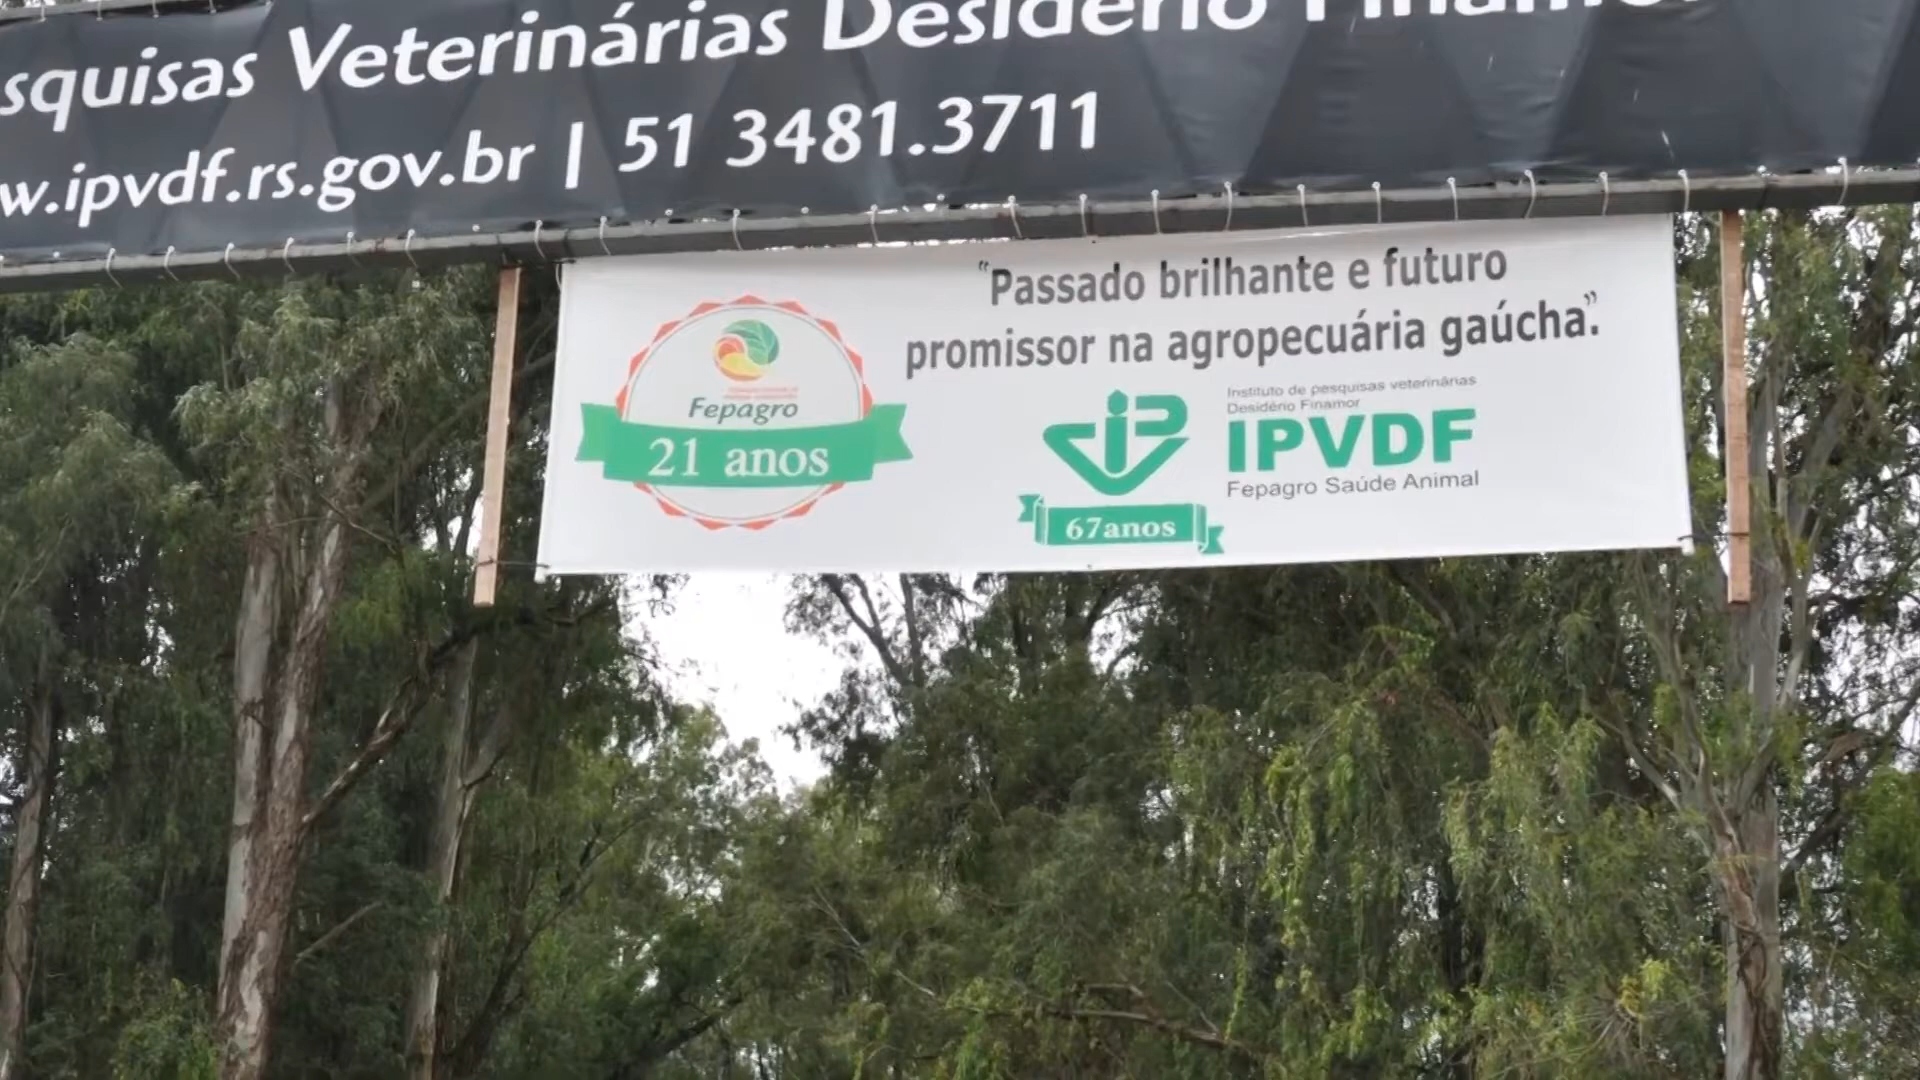 squisas Veterinárias Desidério Finamor
w.ipvdf.rs.gov.br | 51 3481.3711
“Passado brilhante e futuro
promissor na agropecuária gaúcha.”
Fepagro
21 anos
Instituto de pesquisas veterinárias
Desidério Finamor
IPVDF
Fepagro Saúde Animal
67anos